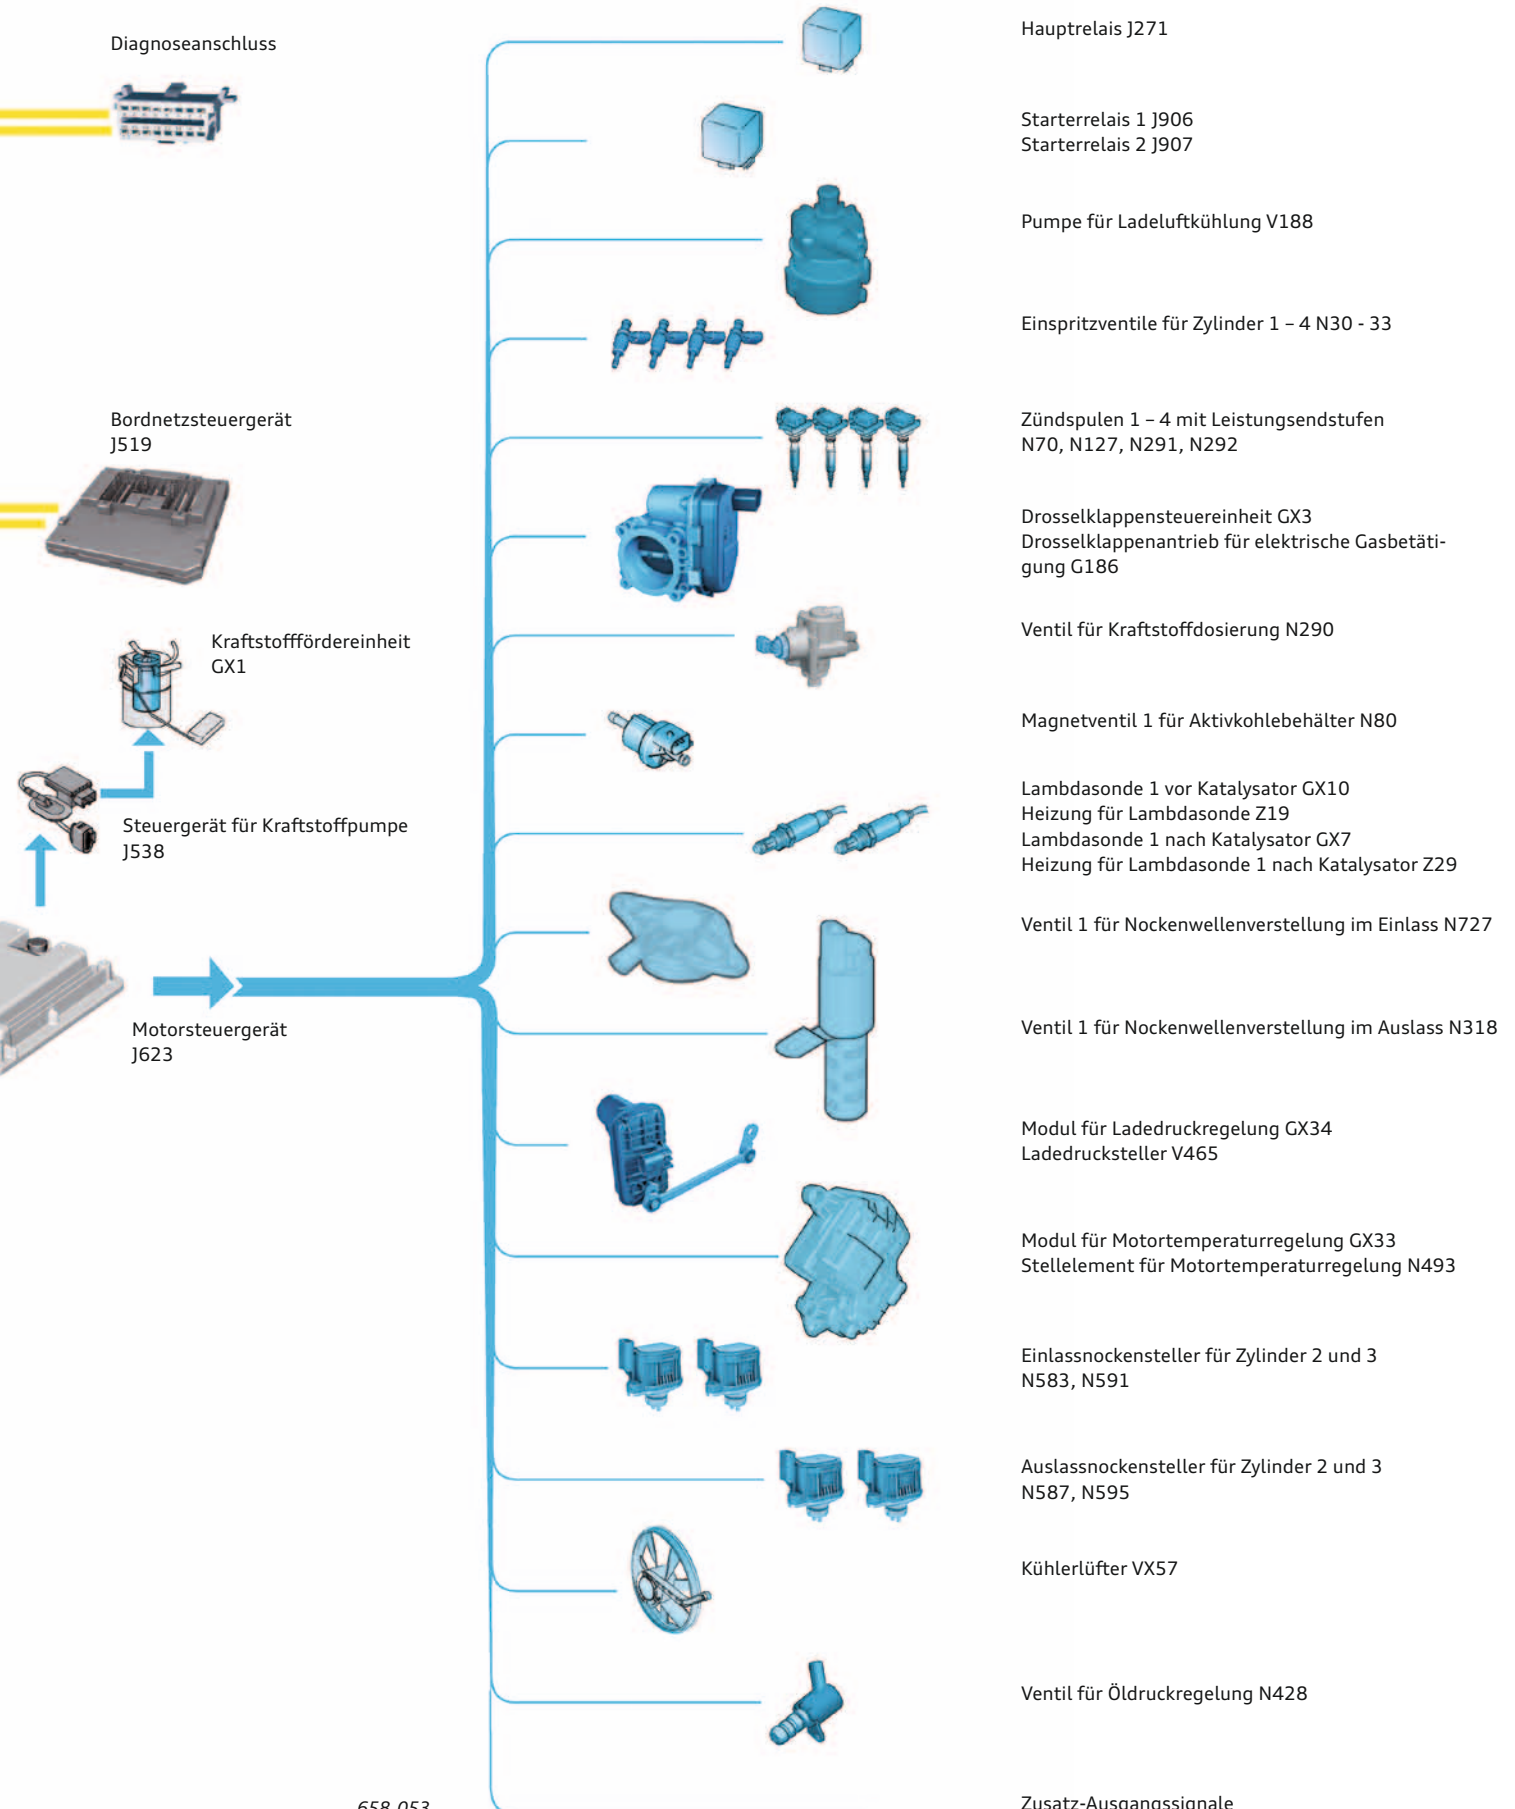 Diagnoseanschluss
Bordnetzsteuergerät
J519
Kraftstofffördereinheit
GX1
Steuergerät für Kraftstoffpumpe
J538
Motorsteuergerät
J623
Hauptrelais J271
Starterrelais 1 J906
Starterrelais 2 J907
Pumpe für Ladeluftkühlung V188
Einspritzventile für Zylinder 1 – 4 N30 - 33
Zündspulen 1 – 4 mit Leistungsendstufen
N70, N127, N291, N292
Drosselklappensteuereinheit GX3
Drosselklappenantrieb für elektrische Gasbetäti-
gung G186
Ventil für Kraftstoffdosierung N290
Magnetventil 1 für Aktivkohlebehälter N80
Lambdasonde 1 vor Katalysator GX10
Heizung für Lambdasonde Z19
Lambdasonde 1 nach Katalysator GX7
Heizung für Lambdasonde 1 nach Katalysator Z29
Ventil 1 für Nockenwellenverstellung im Einlass N727
Ventil 1 für Nockenwellenverstellung im Auslass N318
Modul für Ladedruckregelung GX34
Ladedrucksteller V465
Modul für Motortemperaturregelung GX33
Stellelement für Motortemperaturregelung N493
Einlassnockensteller für Zylinder 2 und 3
N583, N591
Auslassnockensteller für Zylinder 2 und 3
N587, N595
Kühlerlüfter VX57
Ventil für Öldruckregelung N428
Zusatz-Ausgangssignale
658_053